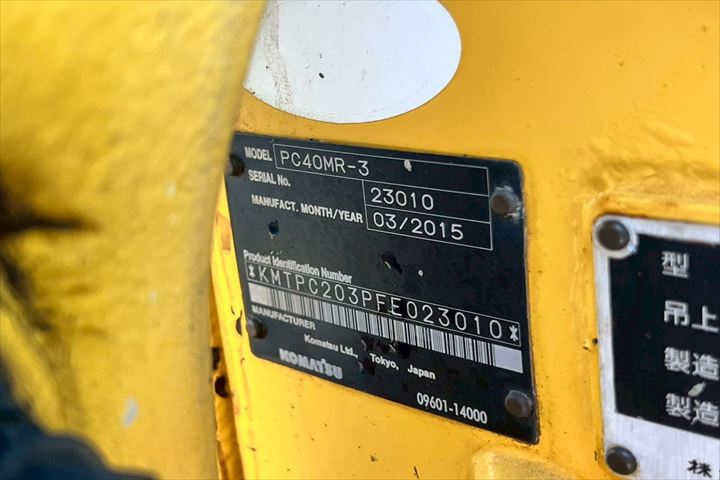 MODEL PC40MR-3
SERIAL No. 23010
MANUFACT. MONTH/YEAR 03/2015
Product Identification Number
*KMTPC203PFE023010*
MANUFACTURER
Komatsu Ltd., Tokyo, Japan
KOMATSU
09601-14000
型
吊上
製造
製造
株